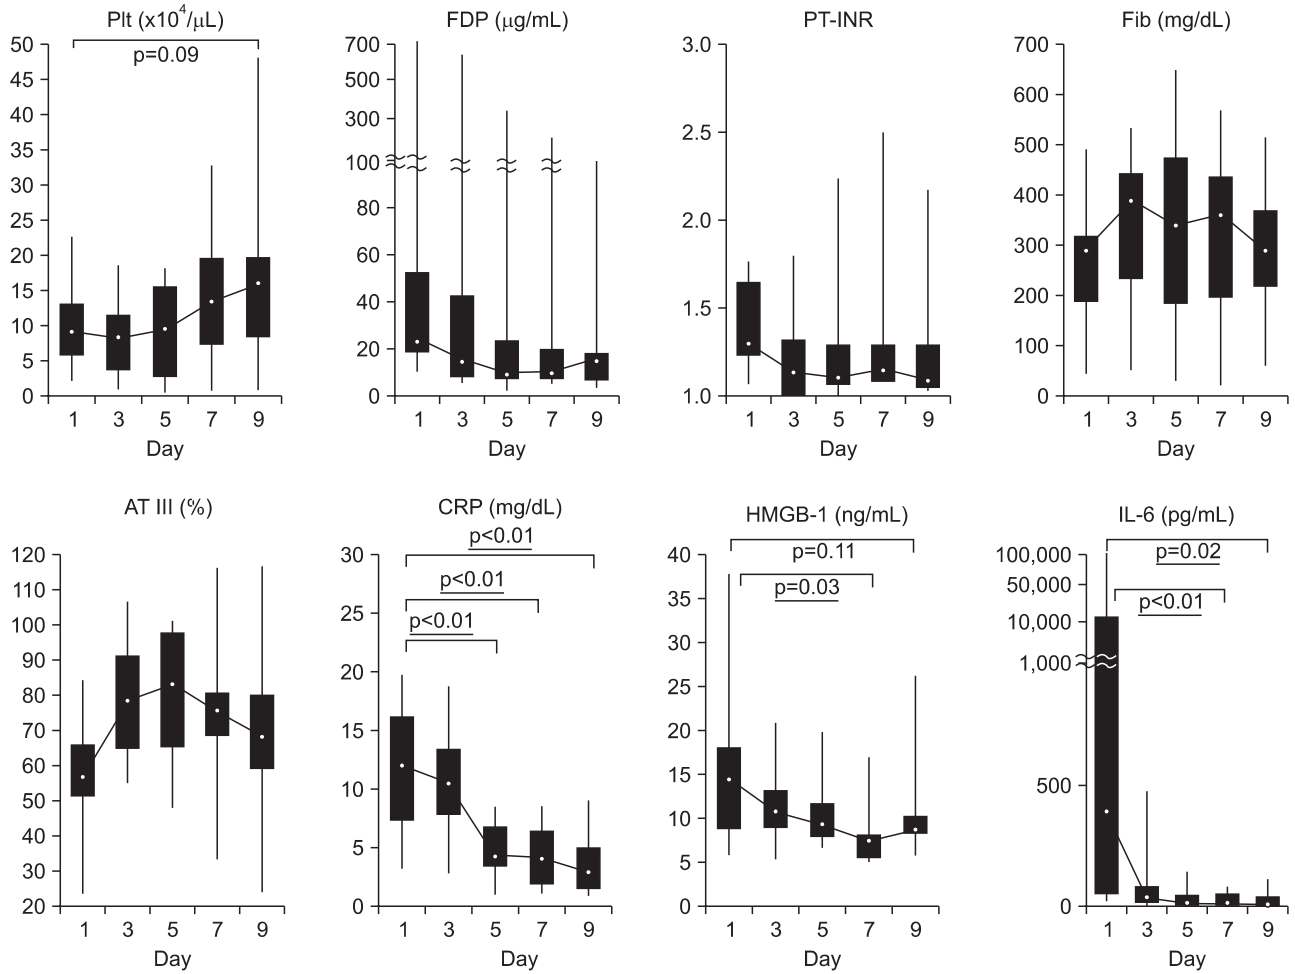 Plt (x10⁴/μL)
p=0.09
50
45
40
35
30
25
20
15
10
5
0
1 3 5 7 9
Day
FDP (μg/mL)
700
500
300
100
80
60
40
20
0
1 3 5 7 9
Day
PT-INR
3.0
2.5
2.0
1.5
1.0
1 3 5 7 9
Day
Fib (mg/dL)
700
600
500
400
300
200
100
0
1 3 5 7 9
Day
AT III (%)
120
110
100
90
80
70
60
50
40
30
20
1 3 5 7 9
Day
CRP (mg/dL)
p<0.01
p<0.01
p<0.01
30
25
20
15
10
5
0
1 3 5 7 9
Day
HMGB-1 (ng/mL)
p=0.11
p=0.03
40
35
30
25
20
15
10
5
0
1 3 5 7 9
Day
IL-6 (pg/mL)
p=0.02
p<0.01
100,000
50,000
10,000
1,000
500
0
1 3 5 7 9
Day